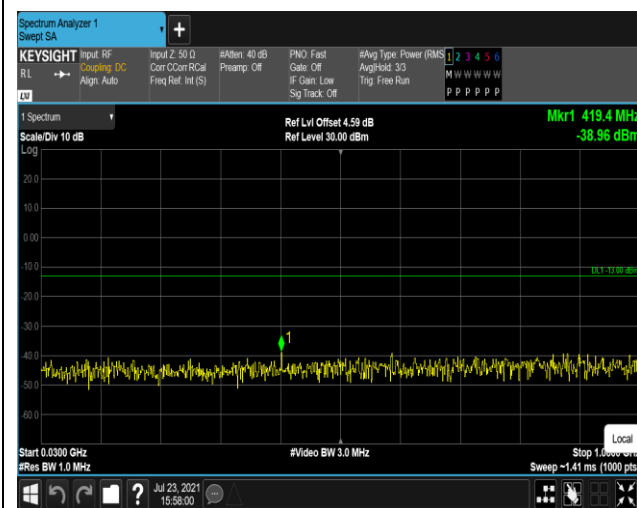 Spectrum Analyzer 1
Swept SA
KEYSIGHT Input: RF Input Z: 50 Ω #Atten: 40 dB PNO: Fast #Avg Type: Power (RMS 1 2 3 4 5 6
RL Coupling: DC Corr CCorr RCal Preamp: Off Gate: Off Avg|Hold: 3/3 M W W W W W
Align: Auto Freq Ref: Int (S) IF Gain: Low Trig: Free Run
LXI Sig Track: Off P P P P P P
1 Spectrum Ref Lvl Offset 4.59 dB Mkr1 419.4 MHz
Scale/Div 10 dB Ref Level 30.00 dBm -38.96 dBm
Log
20.0
10.0
0.00
-10.0
DL1 -13.00 dBm
-20.0
-30.0
1
-40.0
-50.0
-60.0
Local
Start 0.0300 GHz #Video BW 3.0 MHz Stop
#Res BW 1.0 MHz Sweep ~1.41 ms (1000 pts
? Jul 23, 2021
15:58:00